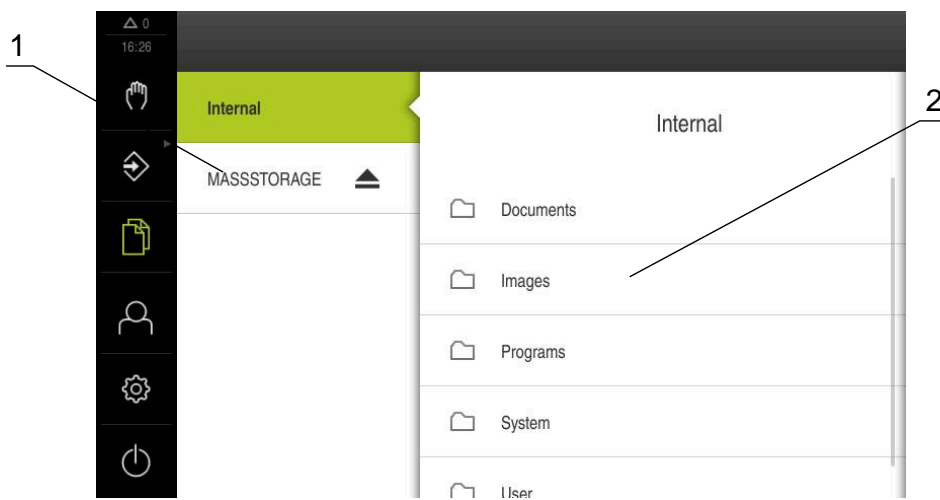 0
16:26
1
Internal
MASSSTORAGE
Internal
2
Documents
Images
Programs
System
User